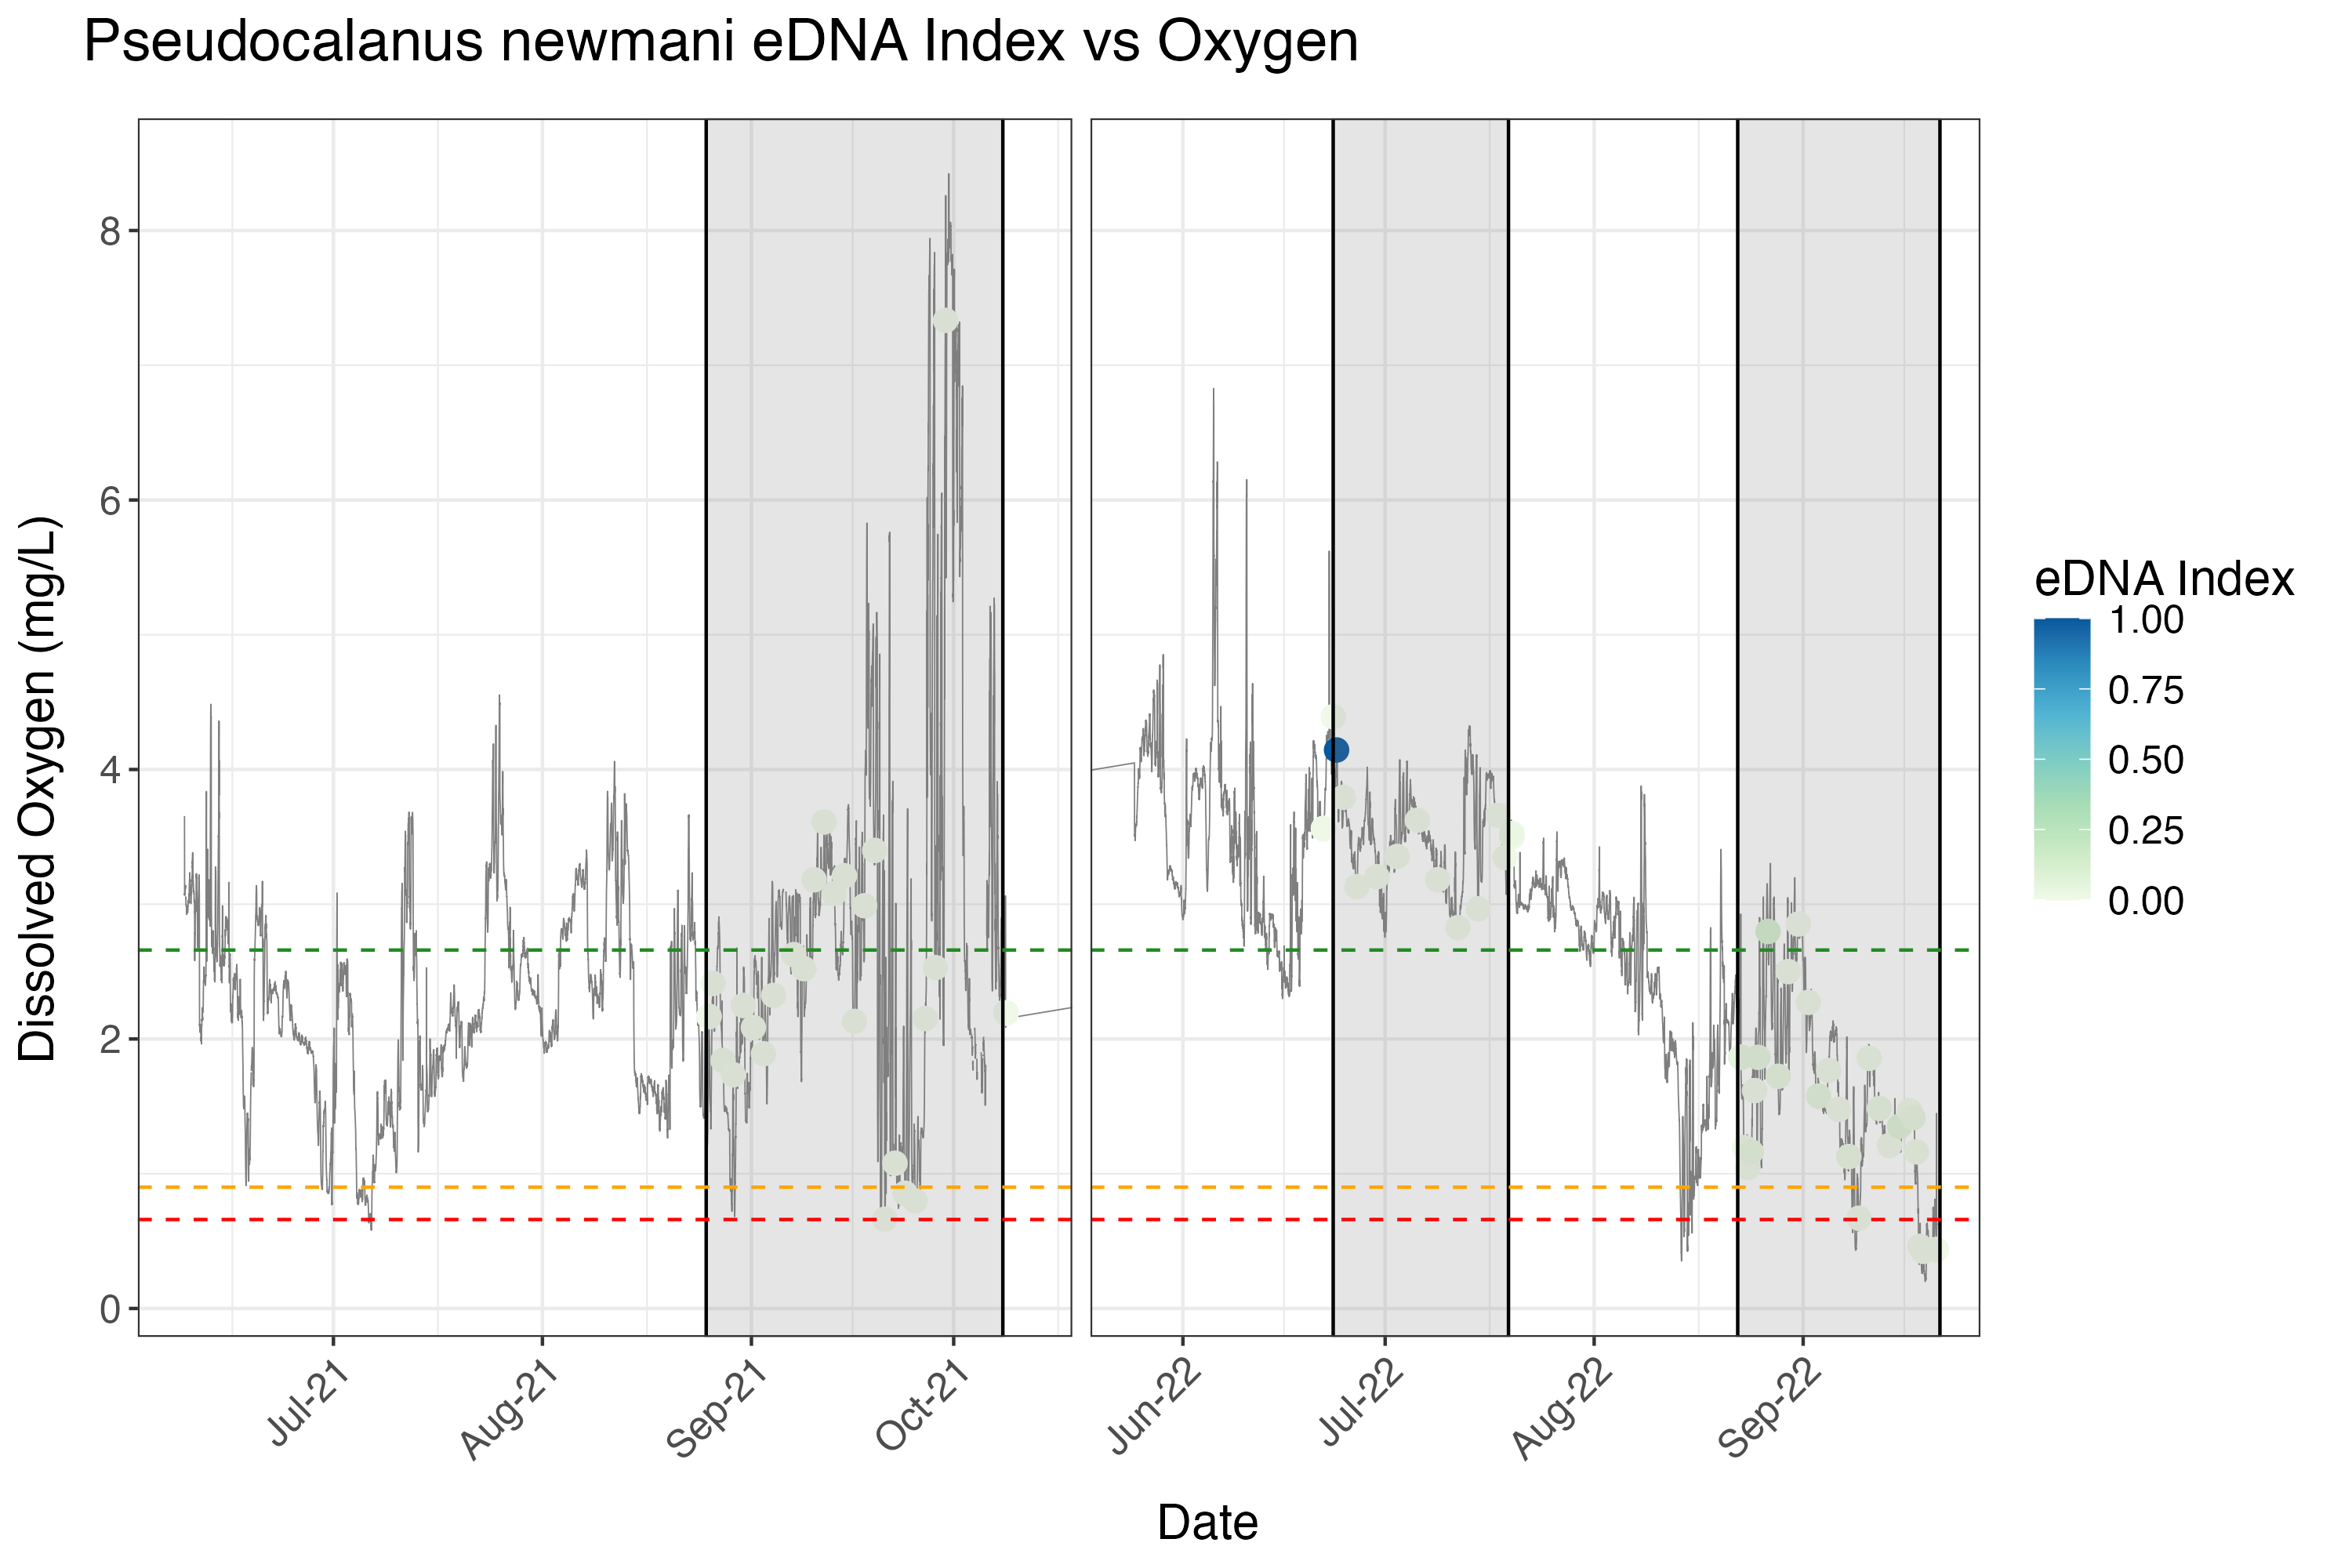 Pseudocalanus newmani eDNA Index vs Oxygen
Dissolved Oxygen (mg/L)
8
6
4
2
0
Jul-21
Aug-21
Sep-21
Oct-21
Jun-22
Jul-22
Aug-22
Sep-22
Date
eDNA Index
1.00
0.75
0.50
0.25
0.00